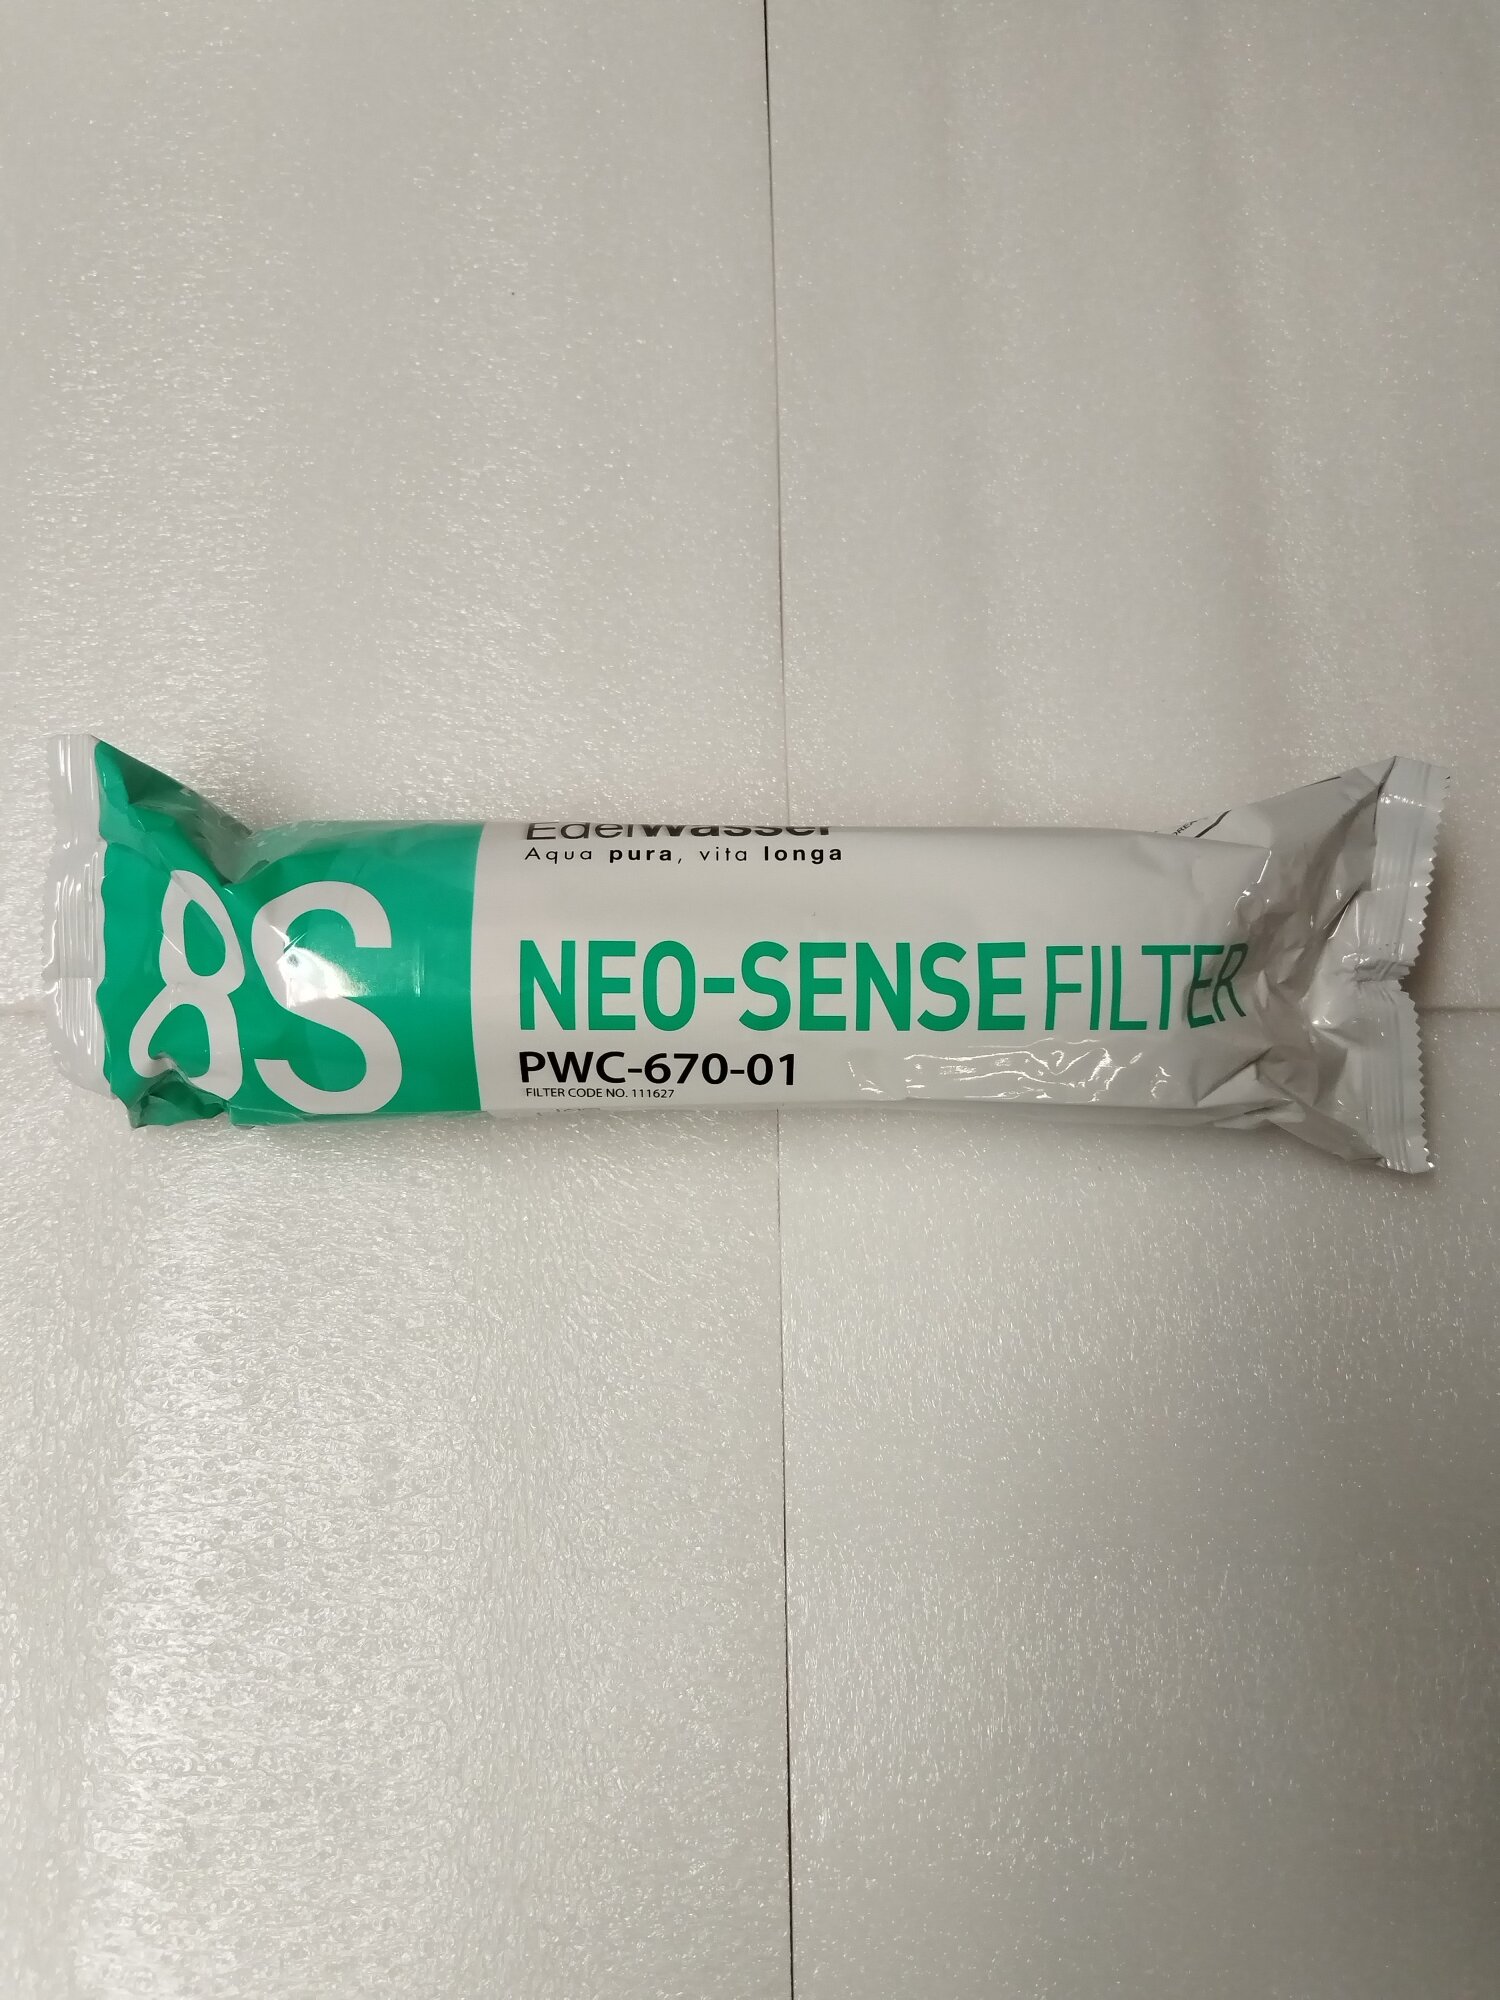 8S
Edelwasser
Aqua pura, vita longa
NEO-SENSE FILTER
PWC-670-01
FILTER CODE NO. 111627